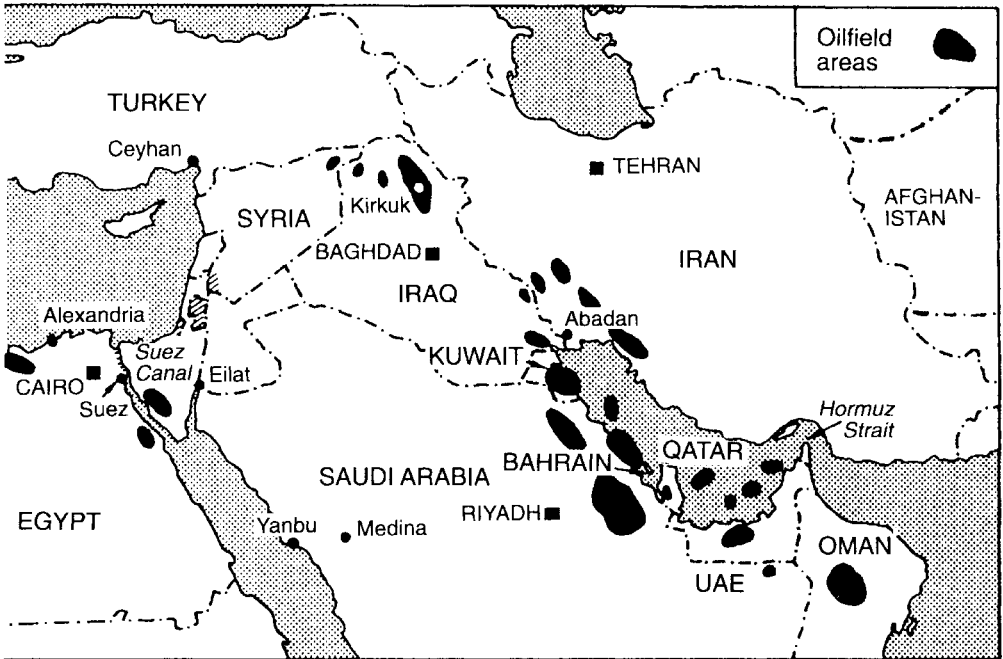 Oilfield
areas
TURKEY
Ceyhan
TEHRAN
Kirkuk
SYRIA
AFGHAN-
ISTAN
BAGHDAD
IRAN
IRAQ
Alexandria
Abadan
Suez
Canal
KUWAIT
CAIRO
Eilat
Suez
Hormuz
Strait
QATAR
BAHRAIN
SAUDI ARABIA
RIYADH
EGYPT
Yanbu
Medina
OMAN
UAE